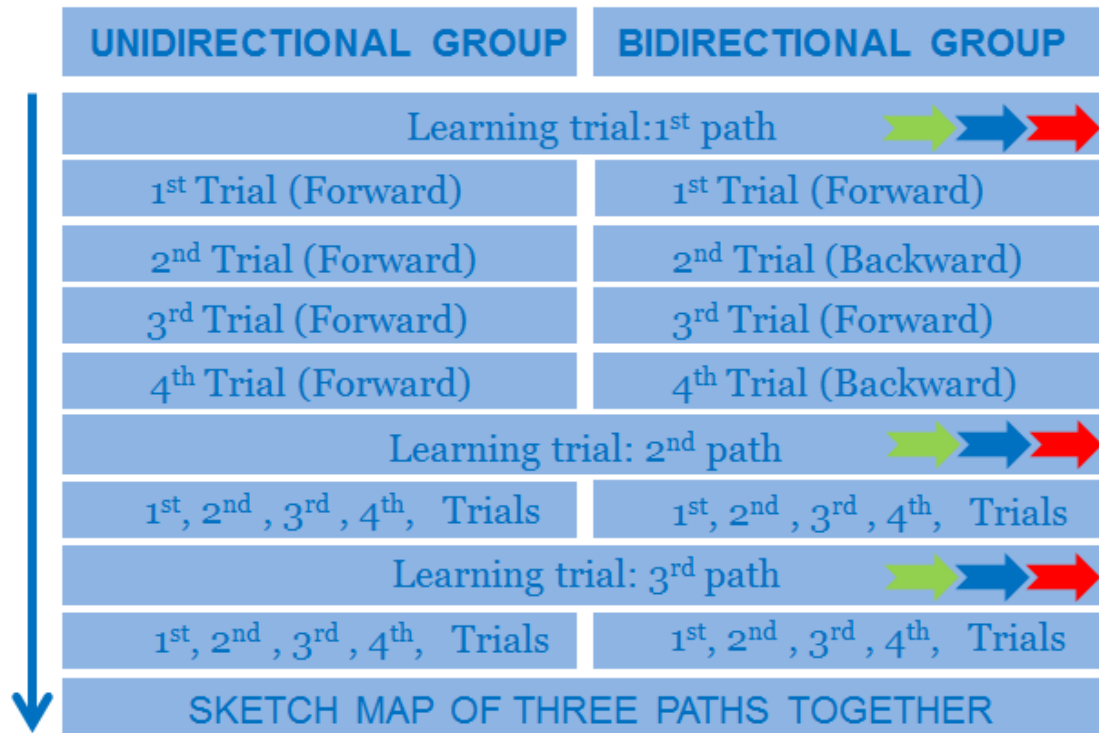 UNIDIRECTIONAL GROUP BIDIRECTIONAL GROUP
Learning trial:1st path
1st Trial (Forward) 1st Trial (Forward)
2nd Trial (Forward) 2nd Trial (Backward)
3rd Trial (Forward) 3rd Trial (Forward)
4th Trial (Forward) 4th Trial (Backward)
Learning trial: 2nd path
1st, 2nd , 3rd , 4th, Trials 1st, 2nd , 3rd , 4th, Trials
Learning trial: 3rd path
1st, 2nd , 3rd , 4th, Trials 1st, 2nd , 3rd , 4th, Trials
SKETCH MAP OF THREE PATHS TOGETHER